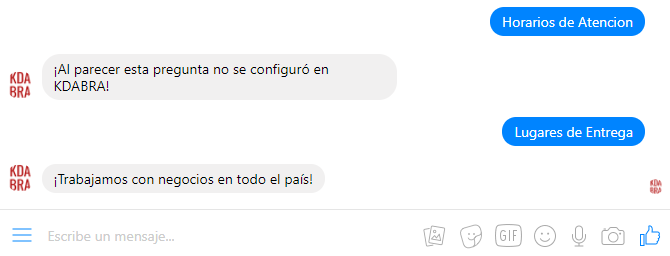 Horarios de Atencion
¡Al parecer esta pregunta no se configuró en
KDABRA!
KDA
BRA
Lugares de Entrega
¡Trabajamos con negocios en todo el país!
KDA
BRA
KDA
BRA
Escribe un mensaje...
GIF